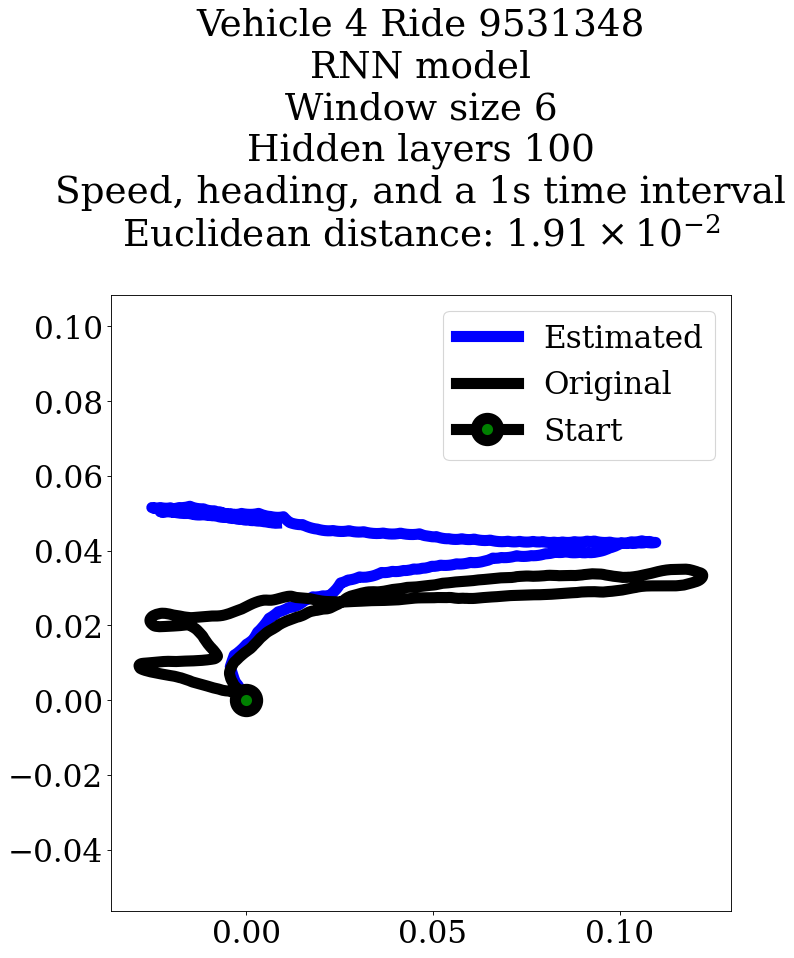 Vehicle 4 Ride 9531348
RNN model
Window size 6
Hidden layers 100
Speed, heading, and a 1s time interval
Euclidean distance: 1.91 × 10⁻²
Estimated
Original
Start
0.10
0.08
0.06
0.04
0.02
0.00
−0.02
−0.04
0.00 0.05 0.10